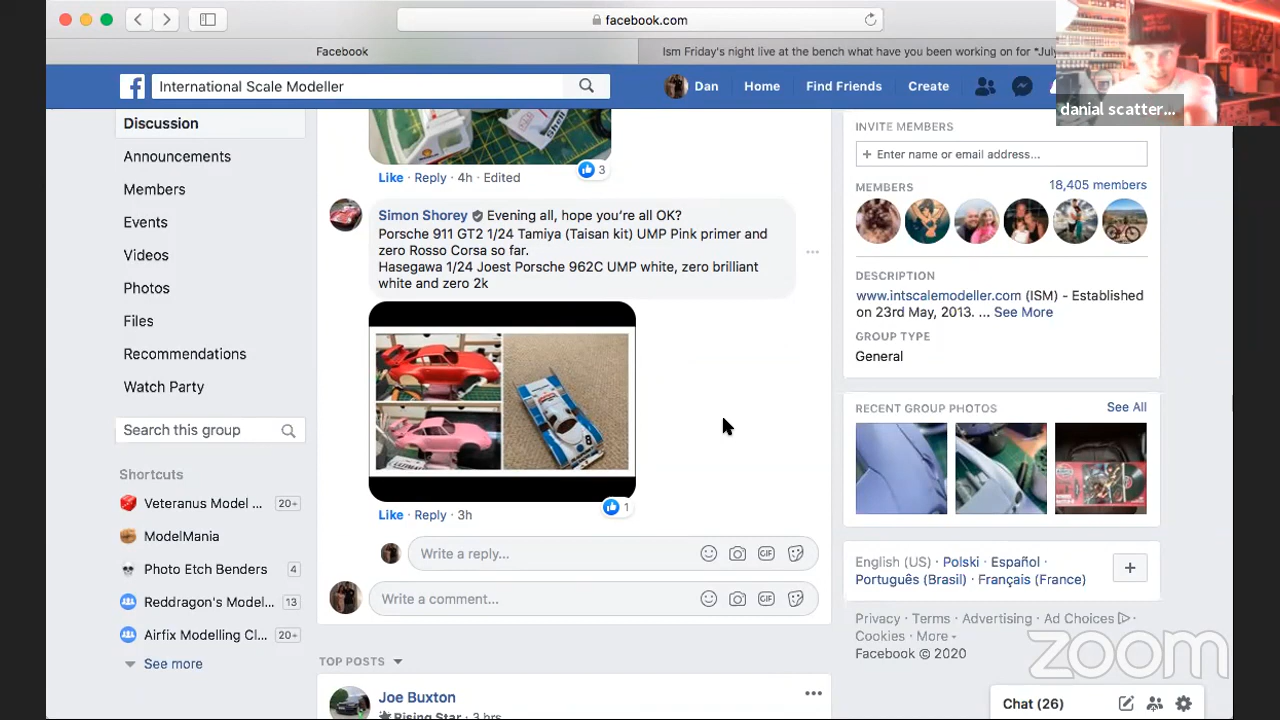 facebook.com
Facebook
Ism Friday's night live at the bench what have you been working on for *July
International Scale Modeller
Dan
Home
Find Friends
Create
danial scatter...
Discussion
Announcements
Members
Events
Videos
Photos
Files
Recommendations
Watch Party
Search this group
Shortcuts
Veteranus Model ...
20+
ModelMania
Photo Etch Benders
4
Reddragon's Model...
13
Airfix Modelling Cl...
20+
See more
Like · Reply · 4h · Edited
3
Simon Shorey Evening all, hope you're all OK?
Porsche 911 GT2 1/24 Tamiya (Taisan kit) UMP Pink primer and
zero Rosso Corsa so far.
Hasegawa 1/24 Joest Porsche 962C UMP white, zero brilliant
white and zero 2k
Like · Reply · 3h
1
Write a reply...
GIF
Write a comment...
GIF
TOP POSTS
Joe Buxton
Rising Star · 3 hrs
INVITE MEMBERS
+ Enter name or email address...
MEMBERS
18,405 members
DESCRIPTION
www.intscalemodeller.com (ISM) - Established
on 23rd May, 2013. ... See More
GROUP TYPE
General
RECENT GROUP PHOTOS
See All
English (US) · Polski · Español ·
Português (Brasil) · Français (France)
Privacy · Terms · Advertising · Ad Choices ·
Cookies · More
Facebook © 2020
zoom
Chat (26)